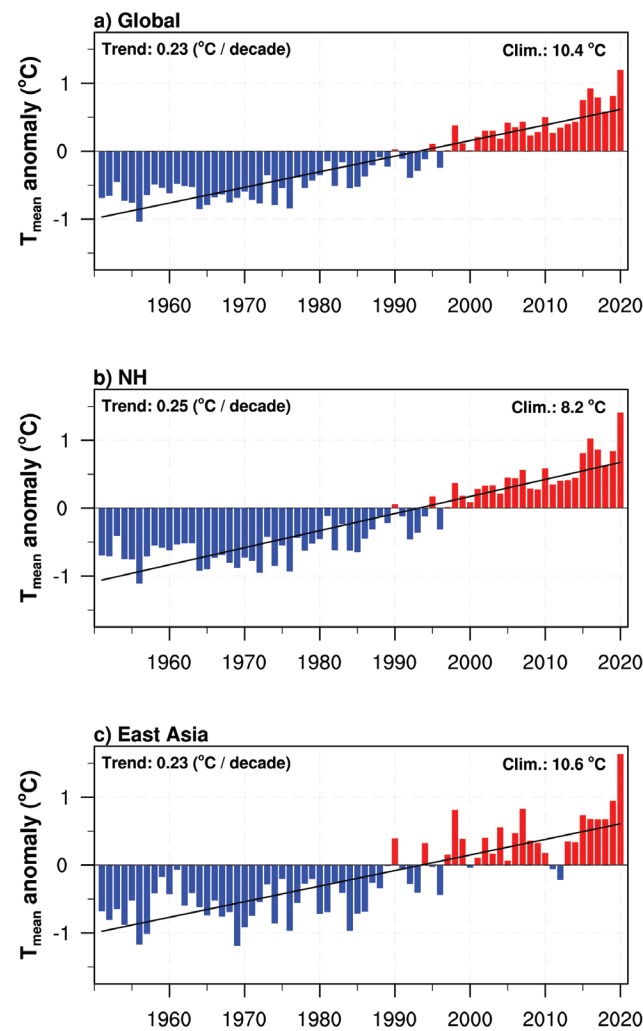 a) Global
Trend: 0.23 (°C / decade) Clim.: 10.4 °C
Tmean anomaly (°C)
1
0
-1
1960 1970 1980 1990 2000 2010 2020
b) NH
Trend: 0.25 (°C / decade) Clim.: 8.2 °C
Tmean anomaly (°C)
1
0
-1
1960 1970 1980 1990 2000 2010 2020
c) East Asia
Trend: 0.23 (°C / decade) Clim.: 10.6 °C
Tmean anomaly (°C)
1
0
-1
1960 1970 1980 1990 2000 2010 2020